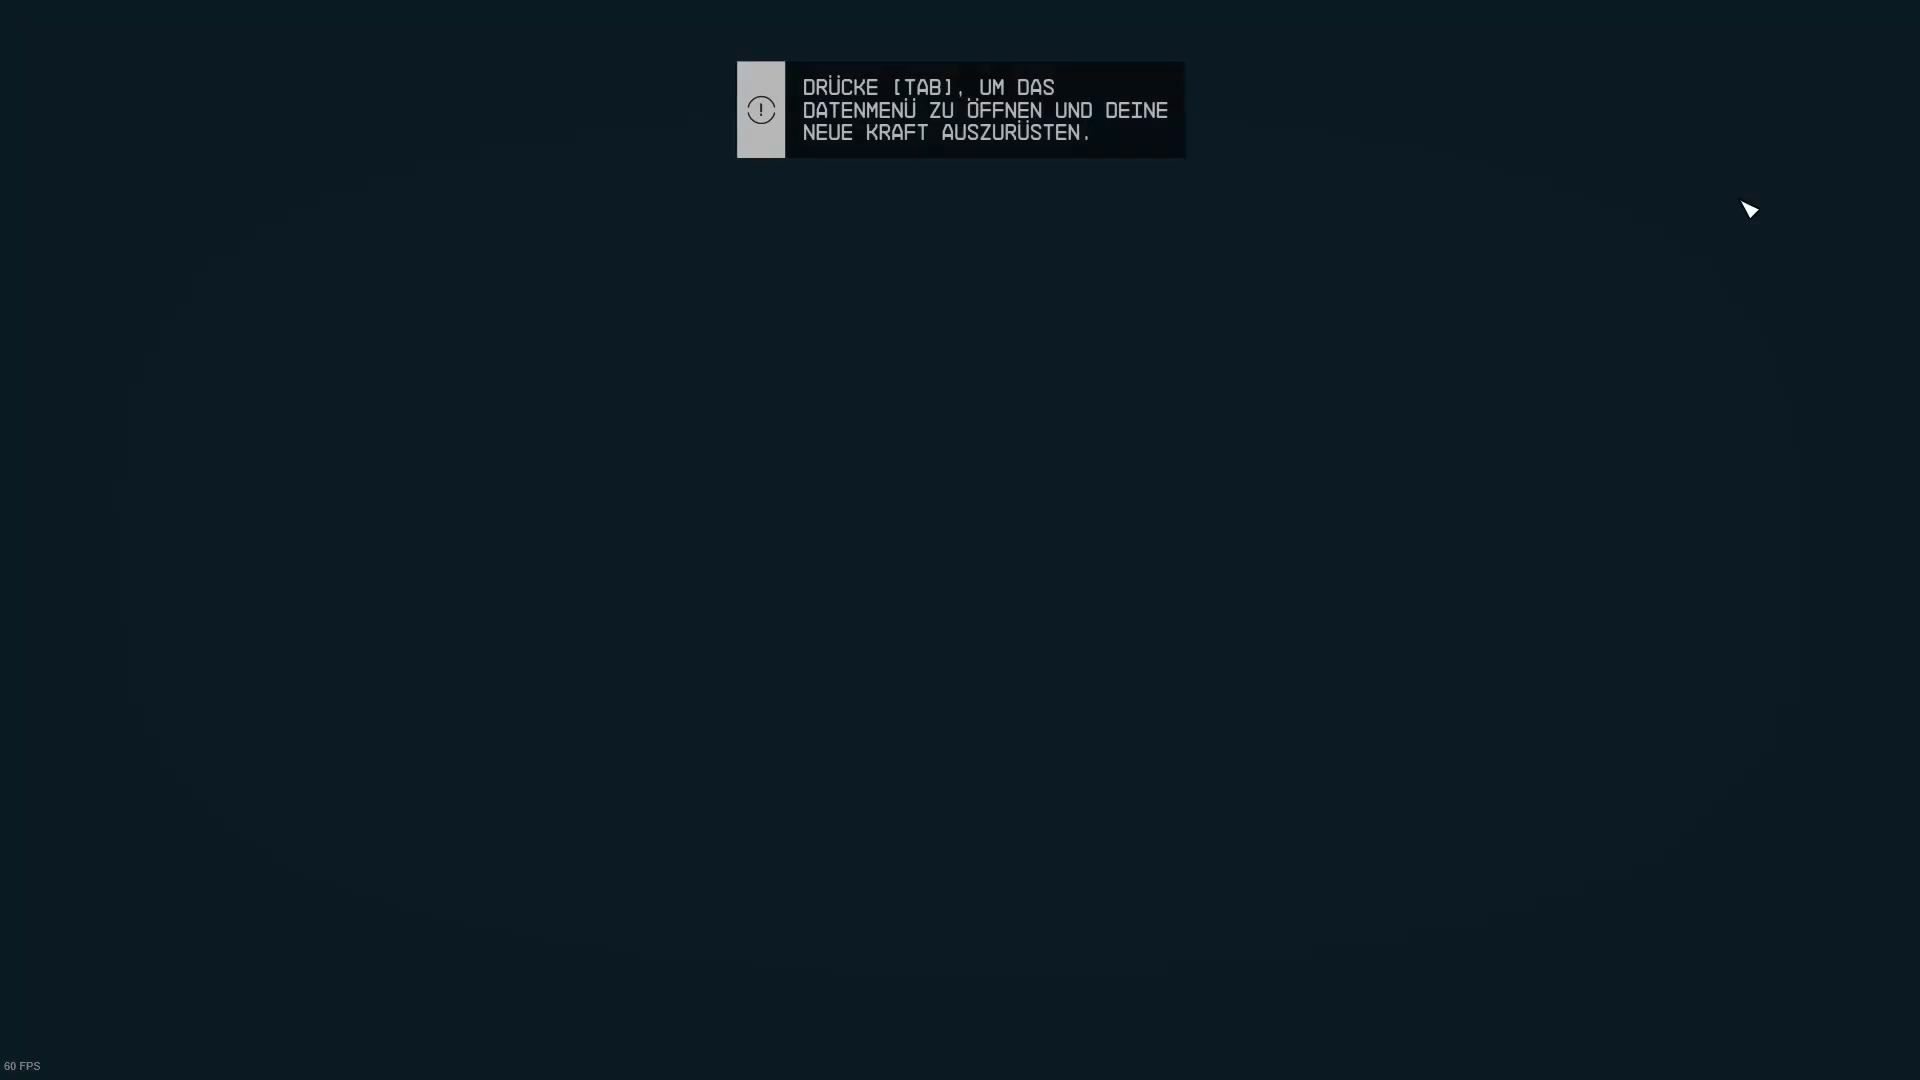 DRÜCKE [TAB], UM DAS
DATENMENÜ ZU ÖFFNEN UND DEINE
NEUE KRAFT AUSZURÜSTEN.
60 FPS